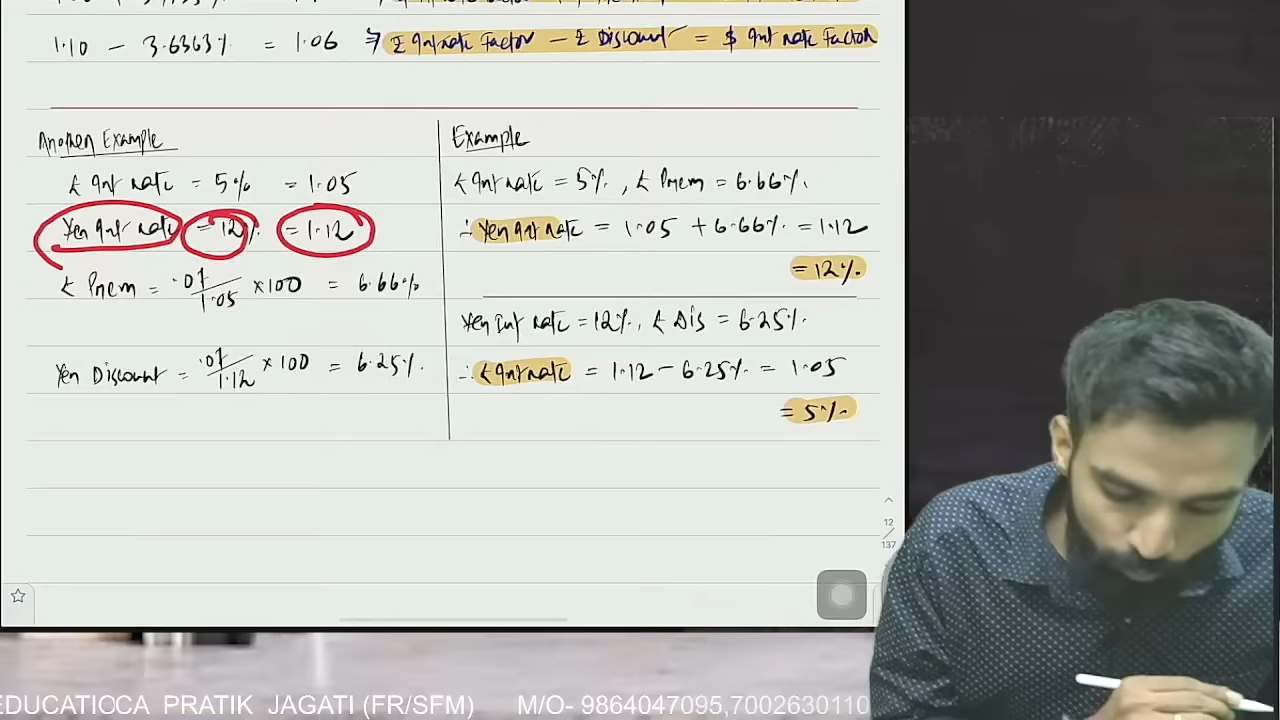 1.10 - 3.6363% = 1.06 ⇒ ₹ Int rate Factor - ₹ Discount = $ Int rate Factor
Another Example
£ Int rate = 5% = 1.05
Yen Int rate = 12% = 1.12
£ Prem = .07/1.05 ×100 = 6.66%
Yen Discount = .07/1.12 ×100 = 6.25%.
Example
£ Int rate = 5%, £ Prem = 6.66%
∴ Yen Int rate = 1.05 + 6.66% = 1.12
= 12%
Yen Int rate = 12%, £ Dis = 6.25%
∴ £ Int rate = 1.12 - 6.25% = 1.05
= 5%
12
/
137
EDUCATIOCA PRATIK JAGATI (FR/SFM) M/O- 9864047095,7002630110